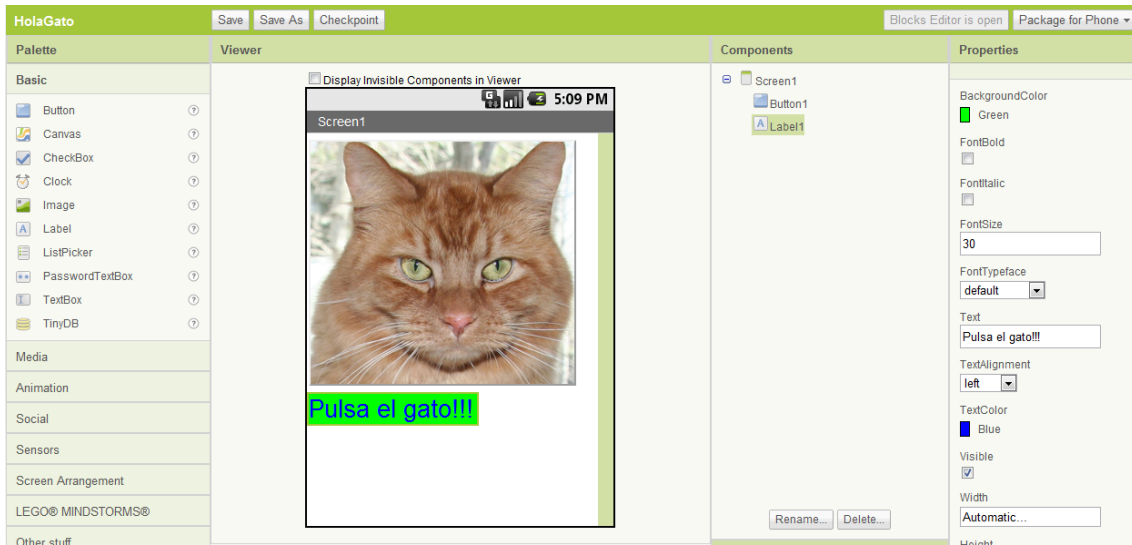 HolaGato
Save
Save As
Checkpoint
Blocks Editor is open
Package for Phone
Palette
Viewer
Components
Properties
Basic
Button
Canvas
CheckBox
Clock
Image
Label
ListPicker
PasswordTextBox
TextBox
TinyDB
Media
Animation
Social
Sensors
Screen Arrangement
LEGO® MINDSTORMS®
Other stuff
Display Invisible Components in Viewer
5:09 PM
Screen1
Pulsa el gato!!!
Screen1
Button1
Label1
Rename...
Delete...
BackgroundColor
Green
FontBold
FontItalic
FontSize
30
FontTypeface
default
Text
Pulsa el gato!!!
TextAlignment
left
TextColor
Blue
Visible
Width
Automatic...
Height